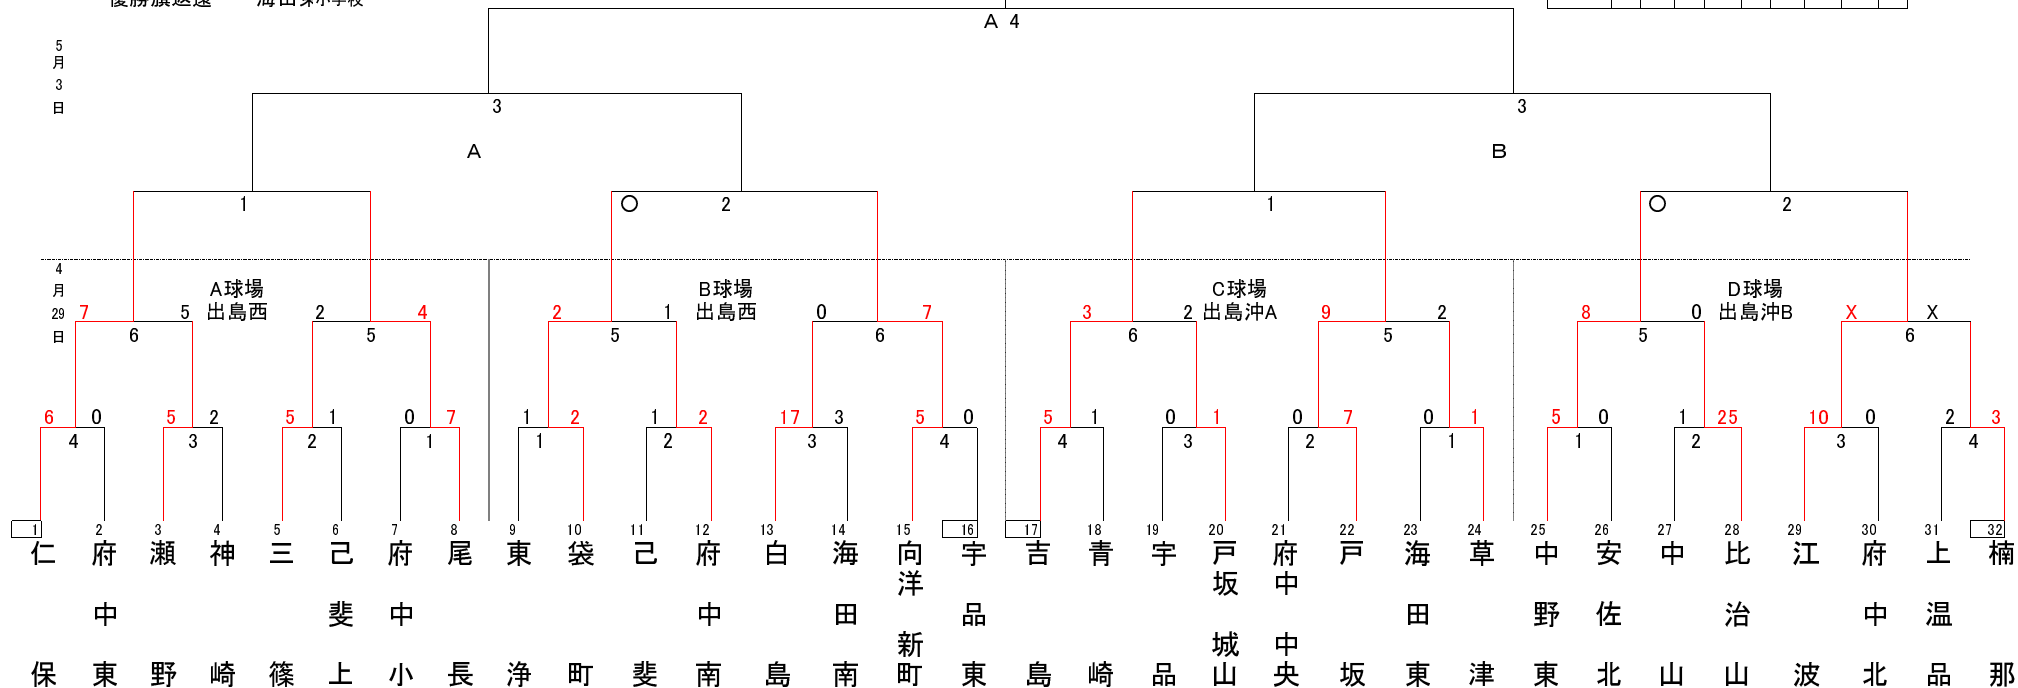 優勝旗返還 海田東小学校
A 4
5月3日
3 3
A B
1 ○ 2 1 ○ 2
4月29日
A球場 B球場 C球場 D球場
出島西 出島西 出島沖A 出島沖B
7 5 2 4 2 1 0 7 3 2 9 2 8 0 X X
6 5 5 6 6 5 5 6
6 0 5 2 5 1 0 7 1 2 1 2 17 3 5 0 5 1 0 1 0 7 0 1 5 0 1 25 10 0 2 3
4 3 2 1 1 2 3 4 4 3 2 1 1 2 3 4
1 2 3 4 5 6 7 8 9 10 11 12 13 14 15 16 17 18 19 20 21 22 23 24 25 26 27 28 29 30 31 32
仁保
府中東
瀬野
神崎
三篠
己斐上
府中小
尾長
東浄
袋町
己斐
府中南
白島
海田南
向洋新町
宇品東
吉島
青崎
宇品
戸坂城山
府中中央
戸坂
海田東
草津
中野東
安佐北
中山
比治山
江波
府中北
上温品
楠那